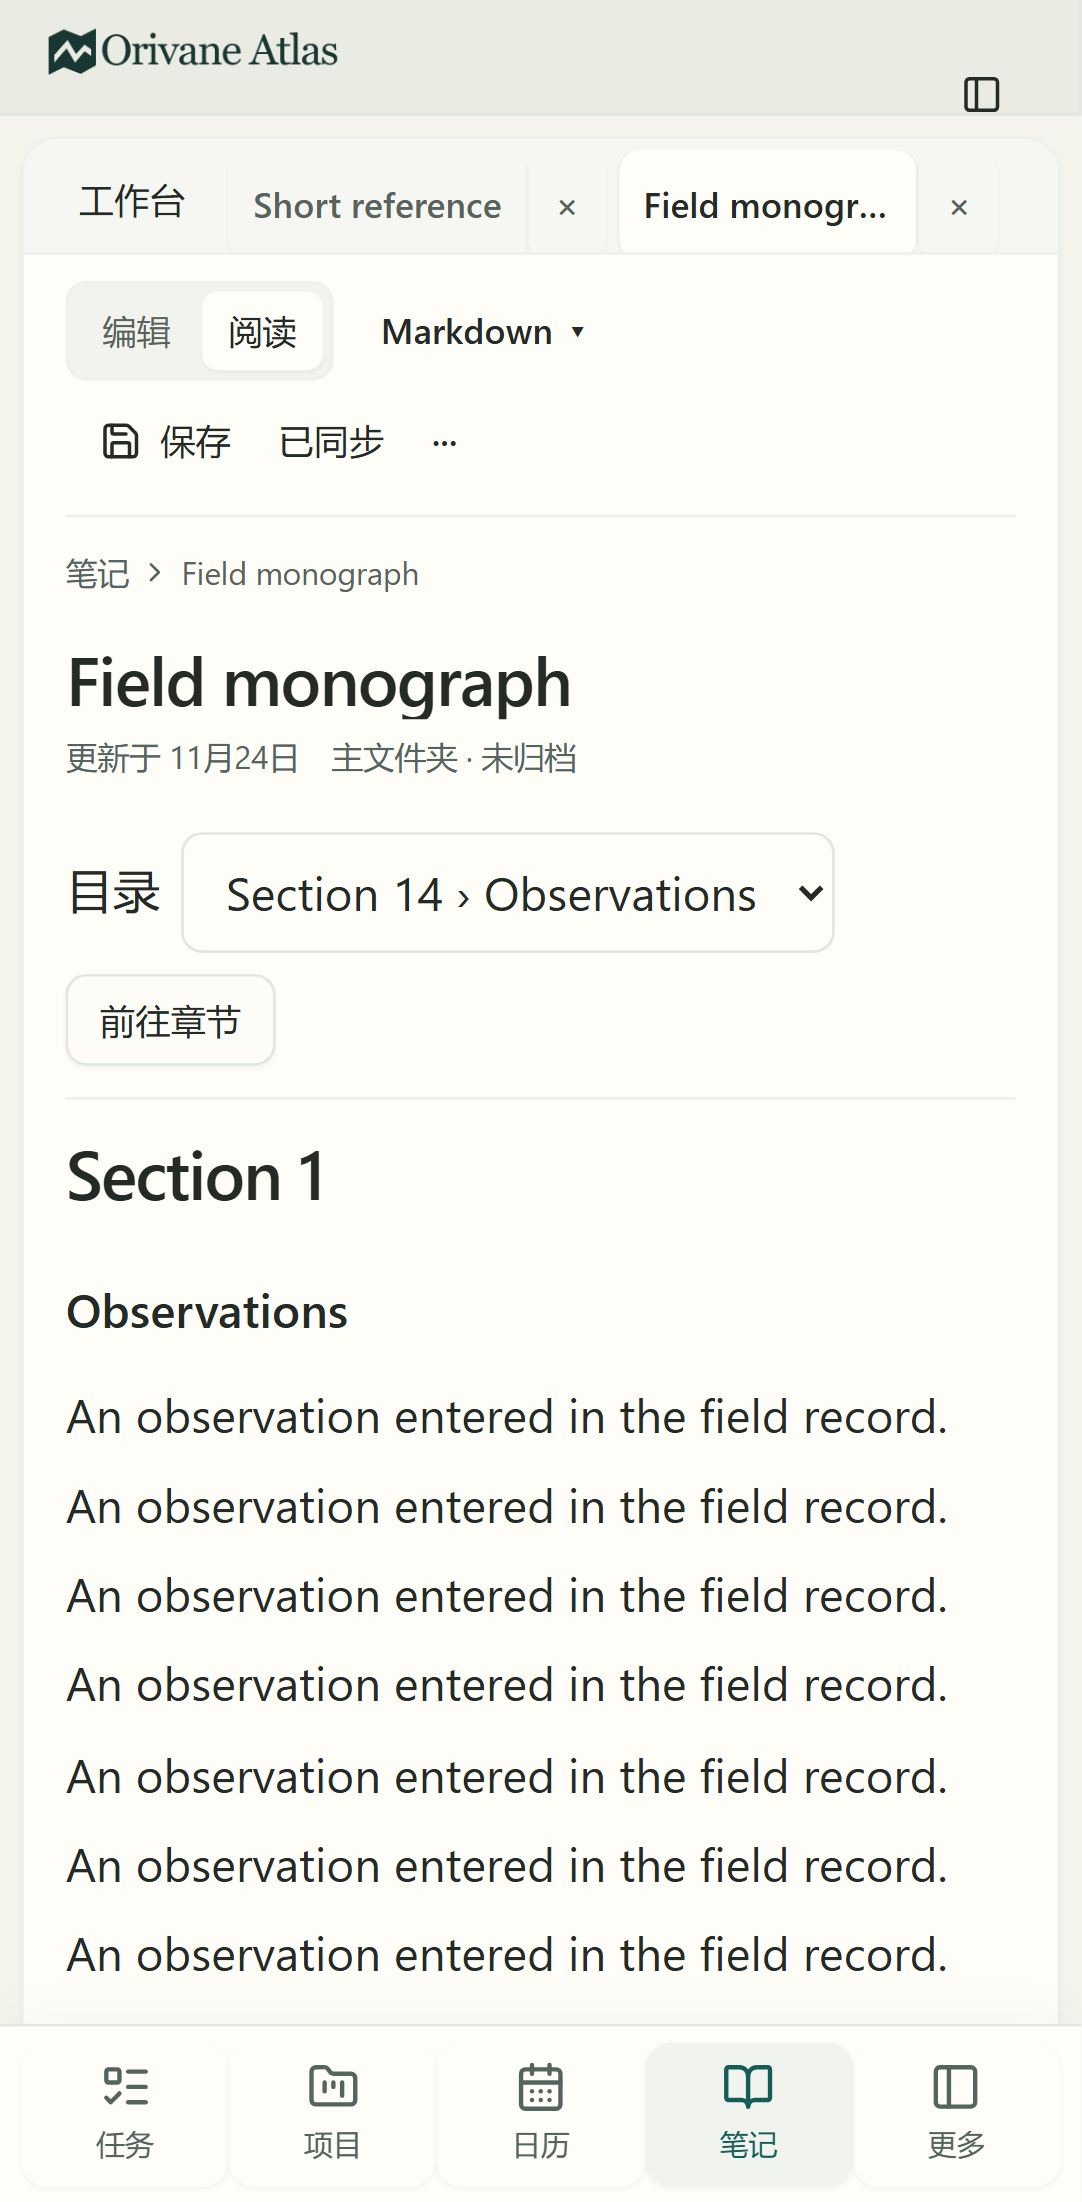 Orivane Atlas
工作台 Short reference × Field monogr... ×
编辑 阅读 Markdown ▼
保存 已同步 ···
笔记 > Field monograph
Field monograph
更新于 11月24日 主文件夹 · 未归档
目录 Section 14 › Observations
前往章节
Section 1
Observations
An observation entered in the field record.
An observation entered in the field record.
An observation entered in the field record.
An observation entered in the field record.
An observation entered in the field record.
An observation entered in the field record.
An observation entered in the field record.
任务 项目 日历 笔记 更多